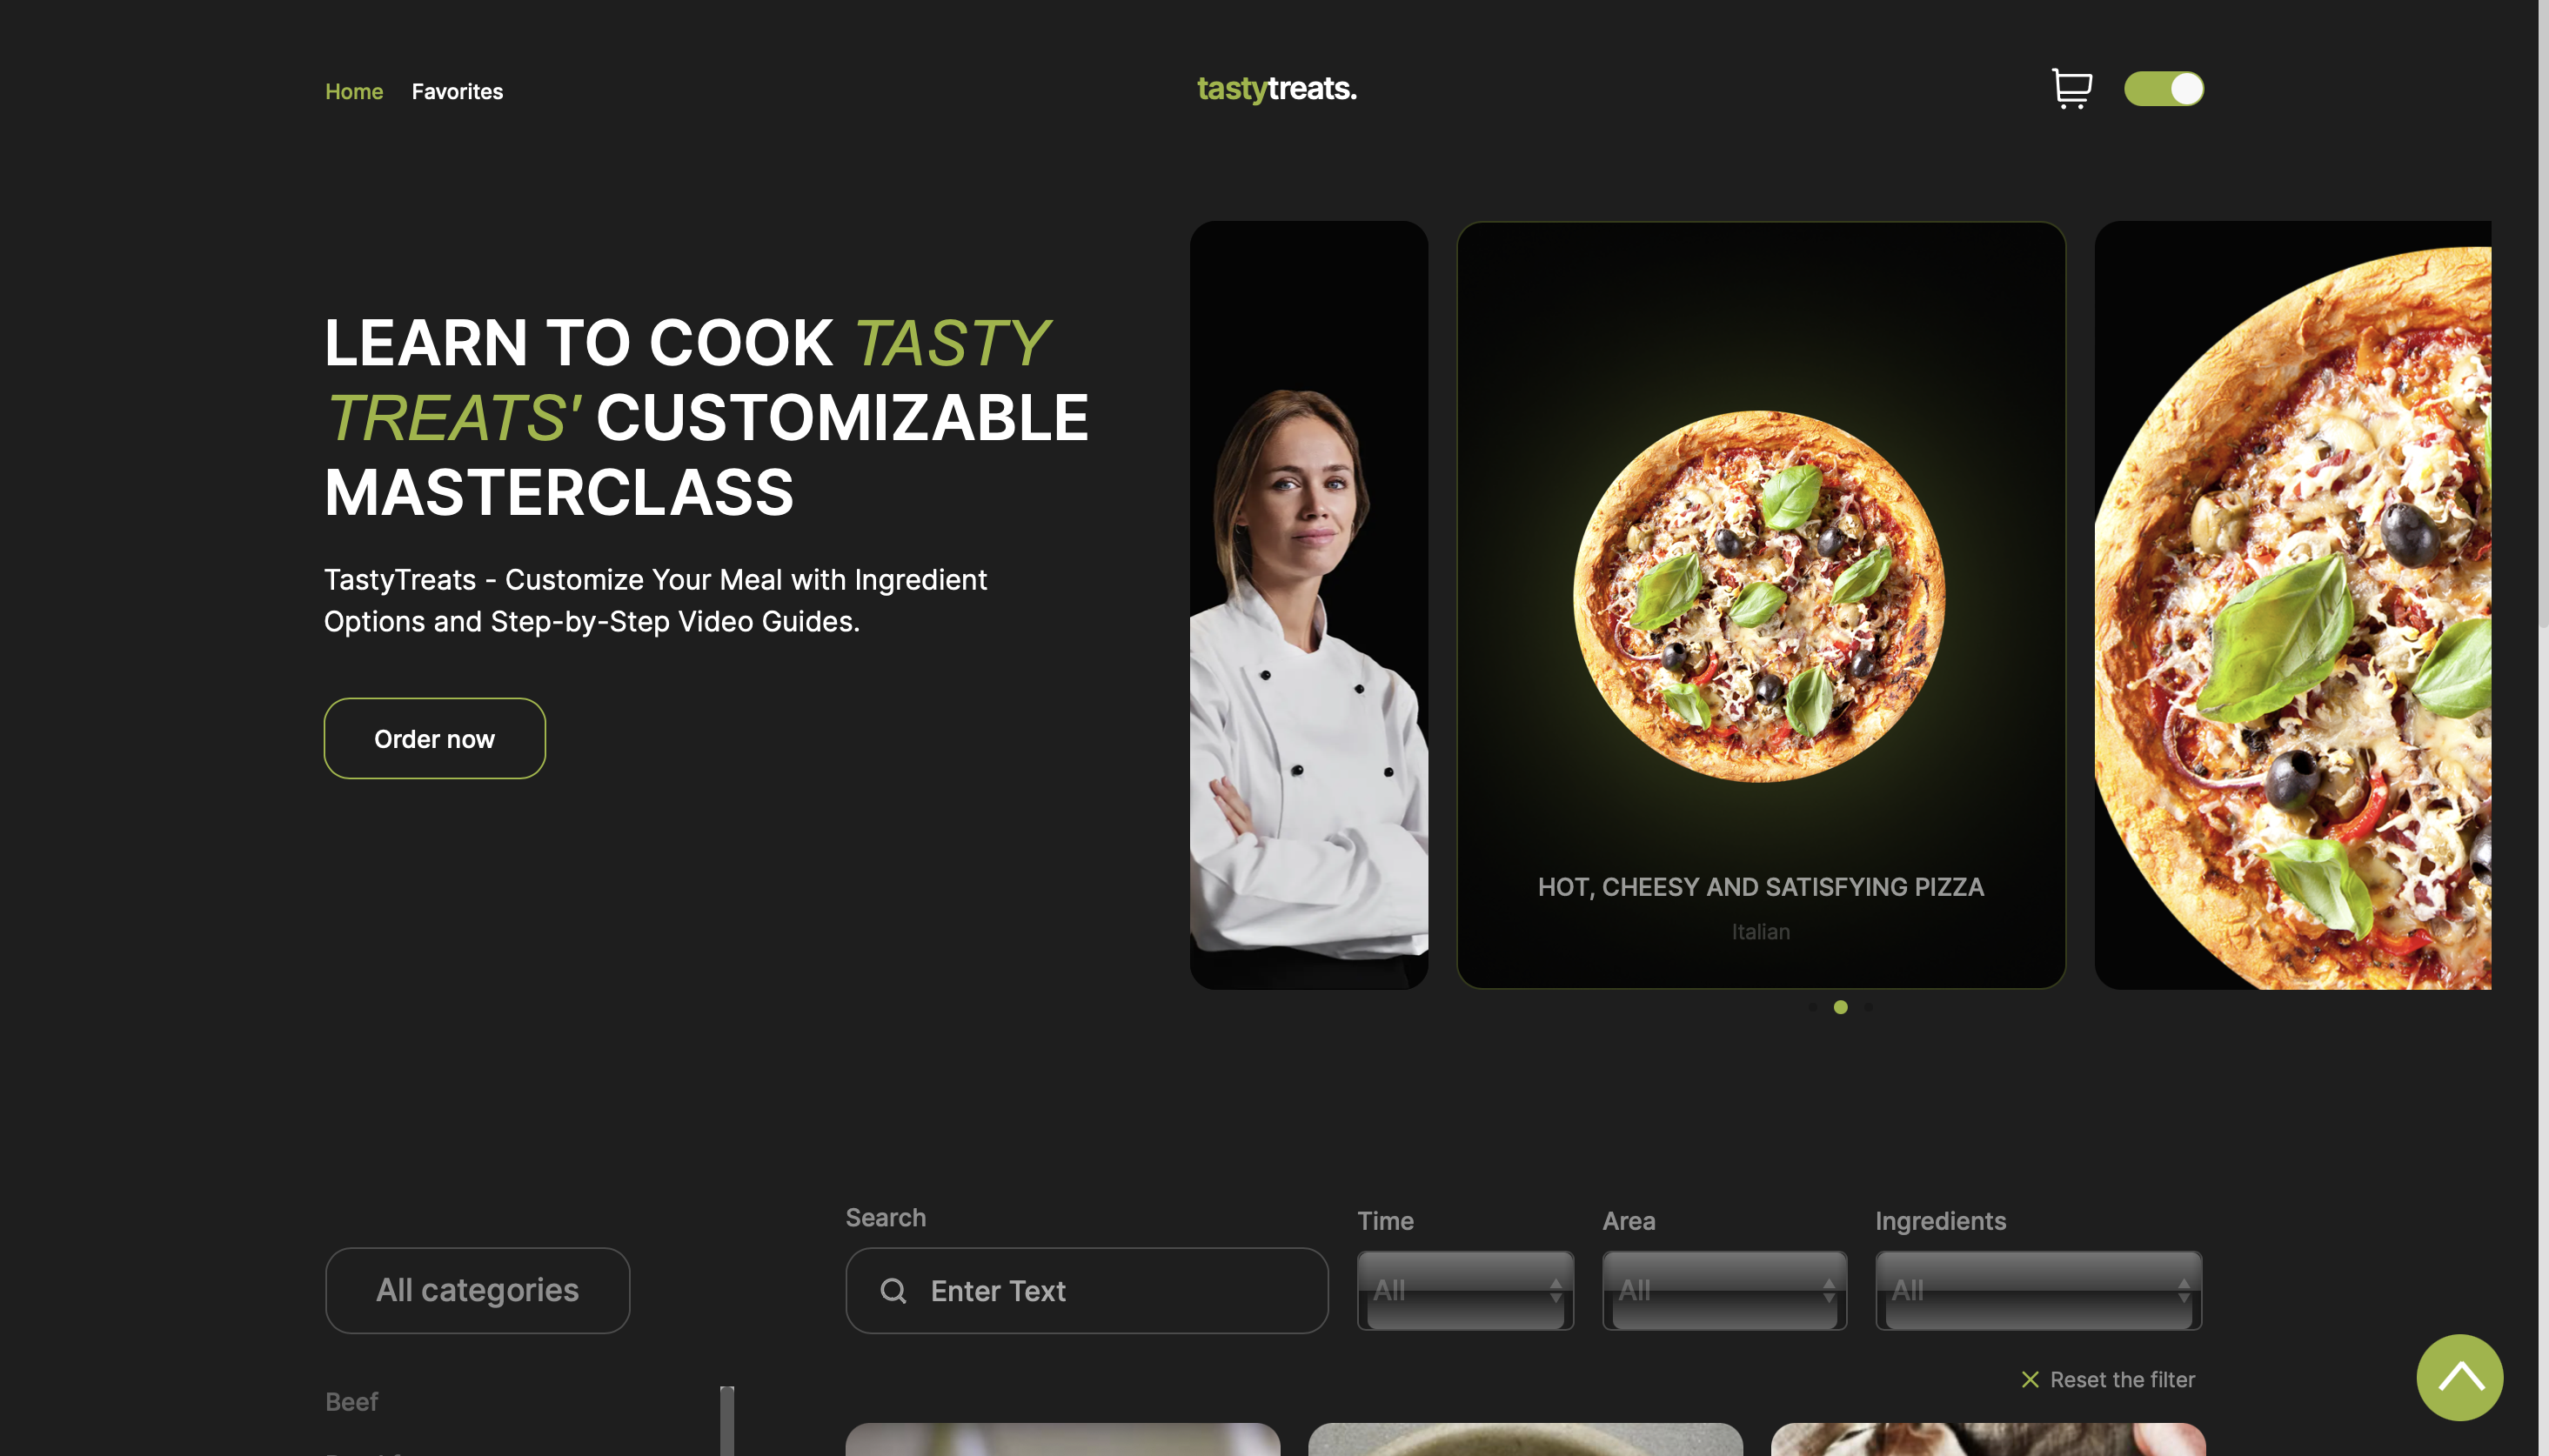 Home Favorites
tastytreats.
LEARN TO COOK TASTY
TREATS' CUSTOMIZABLE
MASTERCLASS
TastyTreats - Customize Your Meal with Ingredient
Options and Step-by-Step Video Guides.
Order now
HOT, CHEESY AND SATISFYING PIZZA
Italian
All categories
Beef
Search
Enter Text
Time
All
Area
All
Ingredients
All
Reset the filter